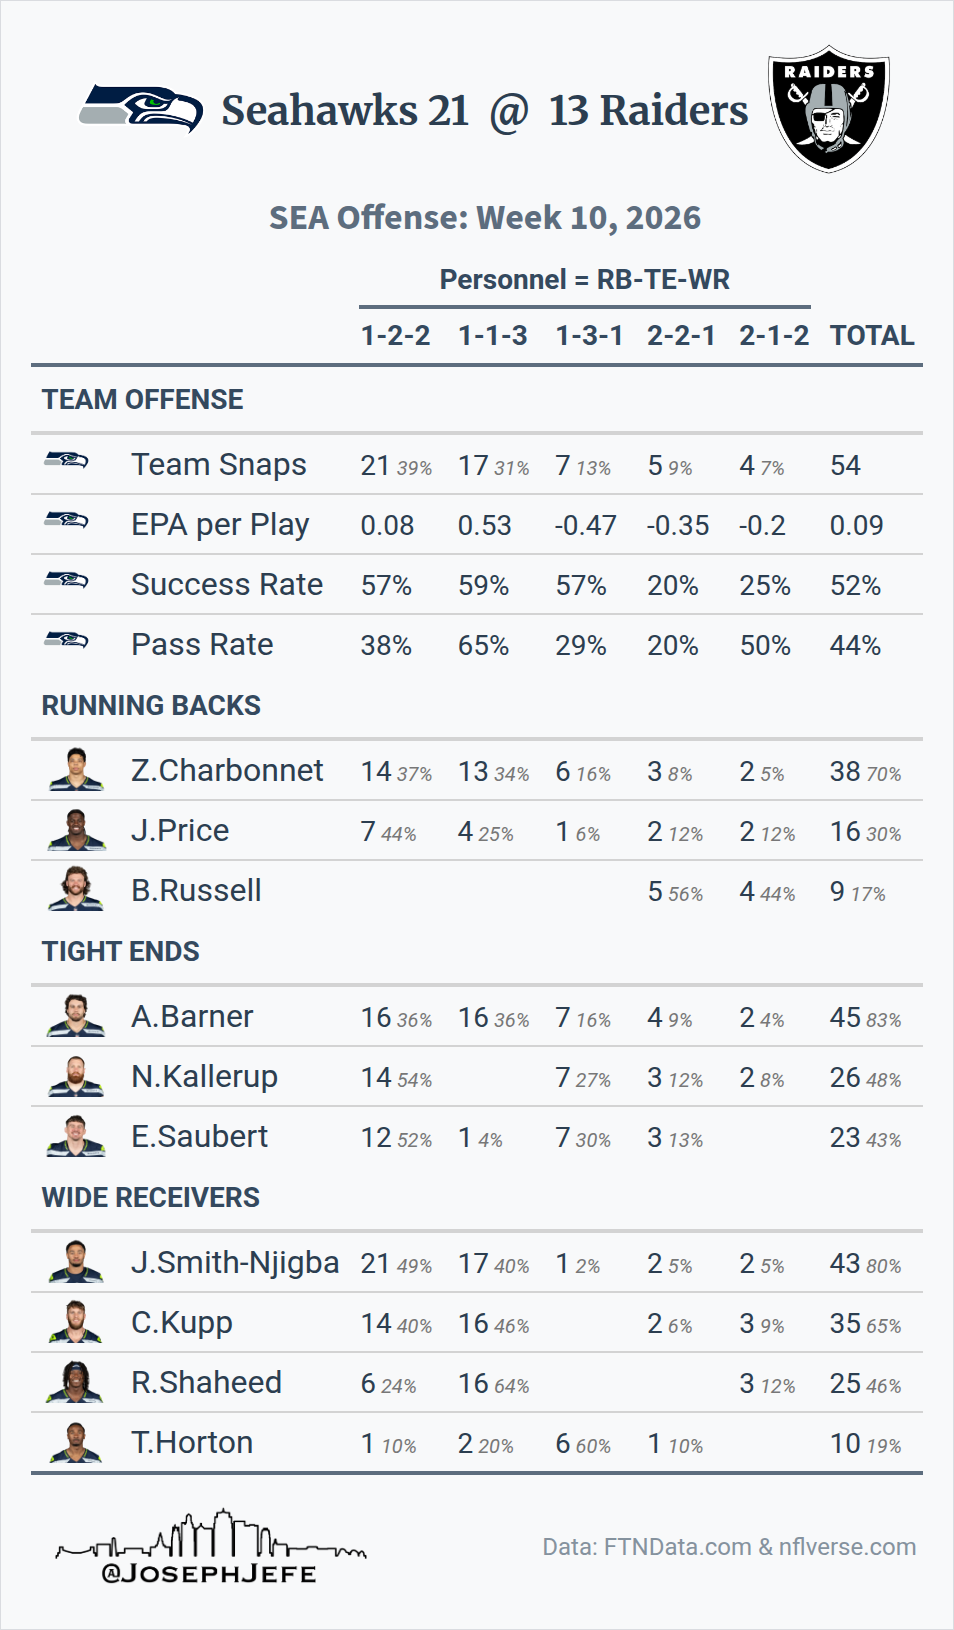 Seahawks 21 @ 13 Raiders
RAIDERS
SEA Offense: Week 10, 2026
Personnel = RB-TE-WR
1-2-2 1-1-3 1-3-1 2-2-1 2-1-2 TOTAL
TEAM OFFENSE
Team Snaps 21 39% 17 31% 7 13% 5 9% 4 7% 54
EPA per Play 0.08 0.53 -0.47 -0.35 -0.2 0.09
Success Rate 57% 59% 57% 20% 25% 52%
Pass Rate 38% 65% 29% 20% 50% 44%
RUNNING BACKS
Z.Charbonnet 14 37% 13 34% 6 16% 3 8% 2 5% 38 70%
J.Price 7 44% 4 25% 1 6% 2 12% 2 12% 16 30%
B.Russell 5 56% 4 44% 9 17%
TIGHT ENDS
A.Barner 16 36% 16 36% 7 16% 4 9% 2 4% 45 83%
N.Kallerup 14 54% 7 27% 3 12% 2 8% 26 48%
E.Saubert 12 52% 1 4% 7 30% 3 13% 23 43%
WIDE RECEIVERS
J.Smith-Njigba 21 49% 17 40% 1 2% 2 5% 2 5% 43 80%
C.Kupp 14 40% 16 46% 2 6% 3 9% 35 65%
R.Shaheed 6 24% 16 64% 3 12% 25 46%
T.Horton 1 10% 2 20% 6 60% 1 10% 10 19%
@JOSEPHJEFE
Data: FTNData.com & nflverse.com